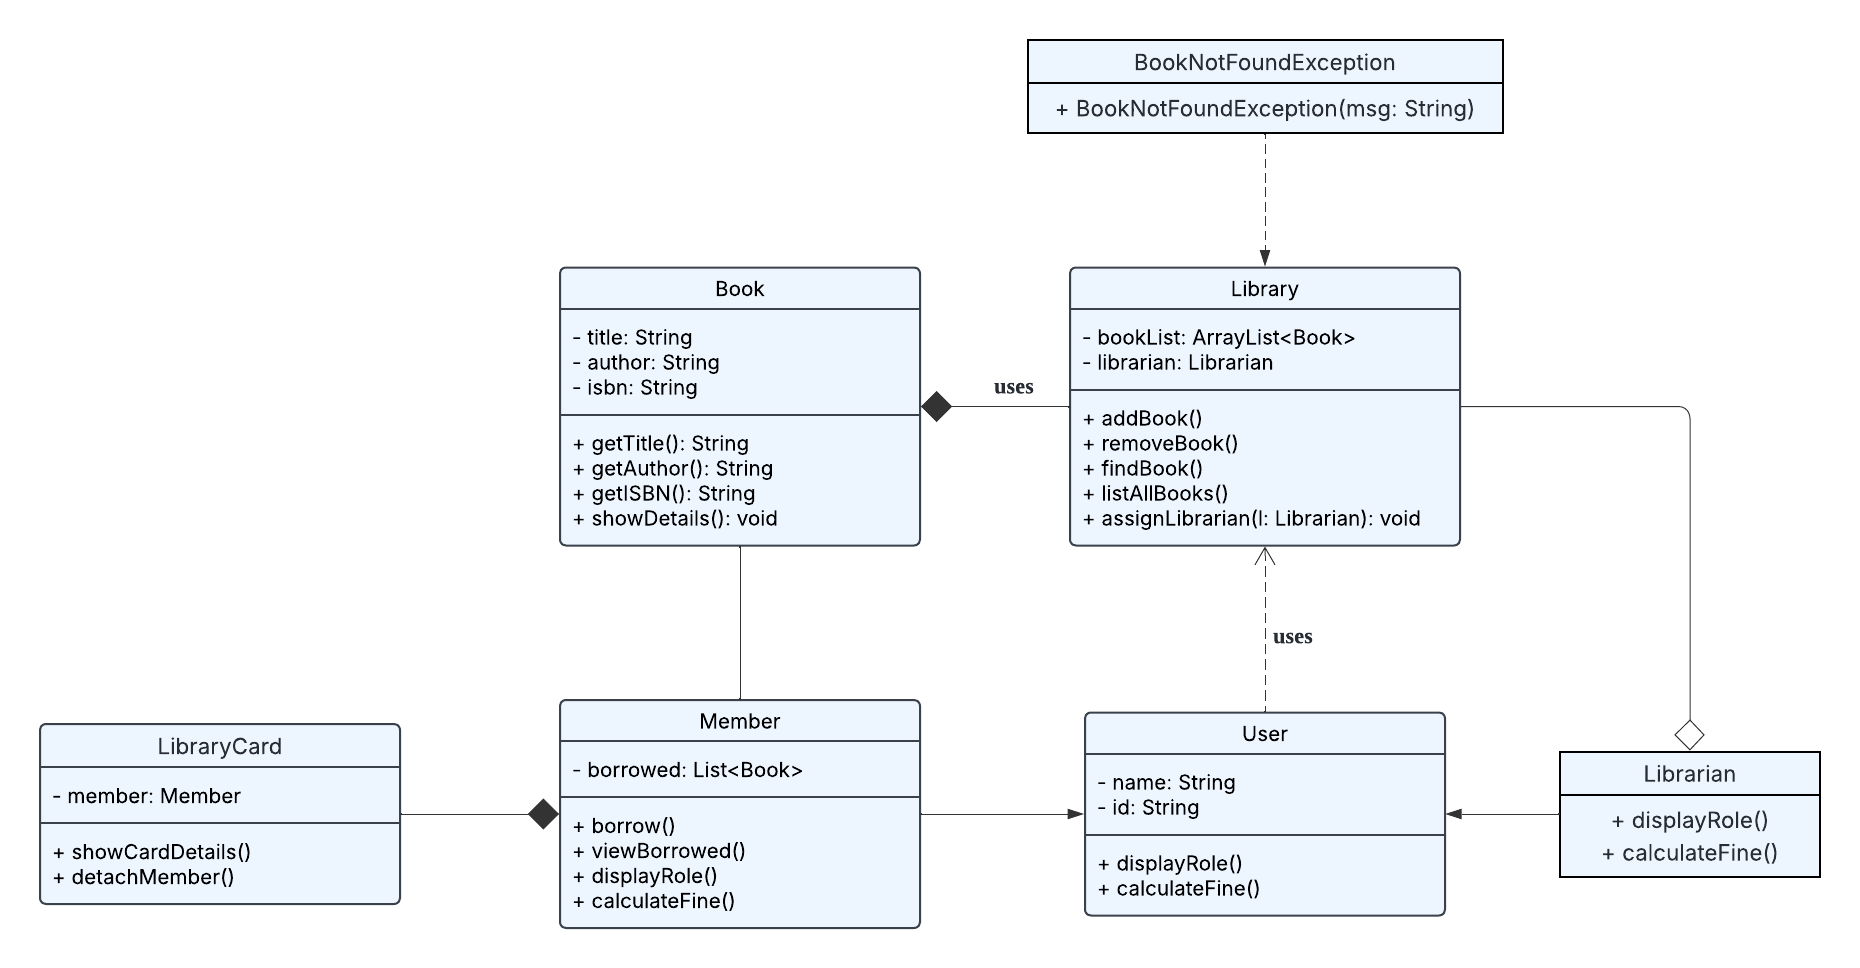 BookNotFoundException
+ BookNotFoundException(msg: String)
Book
- title: String
- author: String
- isbn: String
+ getTitle(): String
+ getAuthor(): String
+ getISBN(): String
+ showDetails(): void
uses
Library
- bookList: ArrayList<Book>
- librarian: Librarian
+ addBook()
+ removeBook()
+ findBook()
+ listAllBooks()
+ assignLibrarian(l: Librarian): void
uses
LibraryCard
- member: Member
+ showCardDetails()
+ detachMember()
Member
- borrowed: List<Book>
+ borrow()
+ viewBorrowed()
+ displayRole()
+ calculateFine()
User
- name: String
- id: String
+ displayRole()
+ calculateFine()
Librarian
+ displayRole()
+ calculateFine()